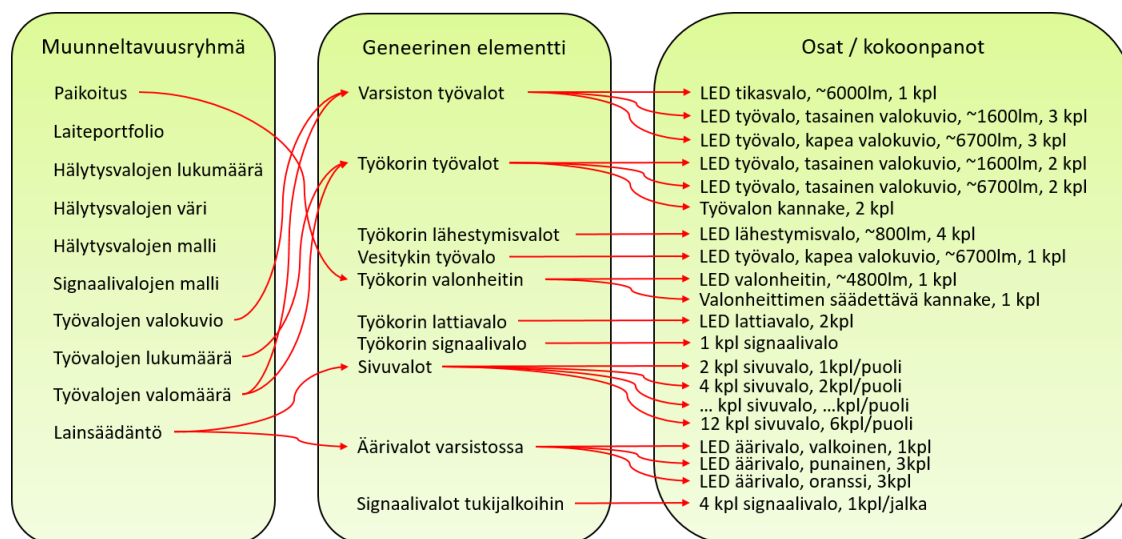 Muunneltavuusryhmä
Paikoitus
Laiteportfolio
Hälytysvalojen lukumäärä
Hälytysvalojen väri
Hälytysvalojen malli
Signaalivalojen malli
Työvalojen valokuvio
Työvalojen lukumäärä
Työvalojen valomäärä
Lainsäädäntö
Geneerinen elementti
Varsiston työvalot
Työkorin työvalot
Työkorin lähestymisvalot
Vesitykin työvalo
Työkorin valonheitin
Työkorin lattiavalo
Työkorin signaalivalo
Sivuvalot
Äärivalot varsistossa
Signaalivalot tukijalkoihin
Osat / kokoonpanot
LED tikasvalo, ~6000lm, 1 kpl
LED työvalo, tasainen valokuvio, ~1600lm, 3 kpl
LED työvalo, kapea valokuvio, ~6700lm, 3 kpl
LED työvalo, tasainen valokuvio, ~1600lm, 2 kpl
LED työvalo, tasainen valokuvio, ~6700lm, 2 kpl
Työvalon kannake, 2 kpl
LED lähestymisvalo, ~800lm, 4 kpl
LED työvalo, kapea valokuvio, ~6700lm, 1 kpl
LED valonheitin, ~4800lm, 1 kpl
Valonheittimen säädettävä kannake, 1 kpl
LED lattiavalo, 2kpl
1 kpl signaalivalo
2 kpl sivuvalo, 1kpl/puoli
4 kpl sivuvalo, 2kpl/puoli
... kpl sivuvalo, ...kpl/puoli
12 kpl sivuvalo, 6kpl/puoli
LED äärivalo, valkoinen, 1kpl
LED äärivalo, punainen, 3kpl
LED äärivalo, oranssi, 3kpl
4 kpl signaalivalo, 1kpl/jalka